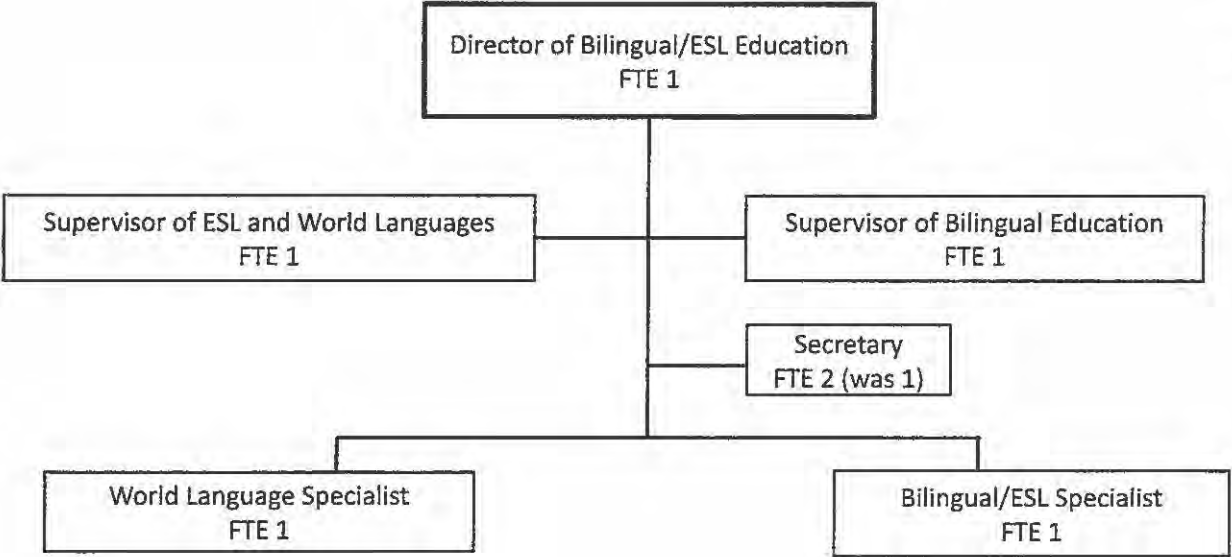 Director of Bilingual/ESL Education
FTE 1
Supervisor of ESL and World Languages
FTE 1
Supervisor of Bilingual Education
FTE 1
Secretary
FTE 2 (was 1)
World Language Specialist
FTE 1
Bilingual/ESL Specialist
FTE 1